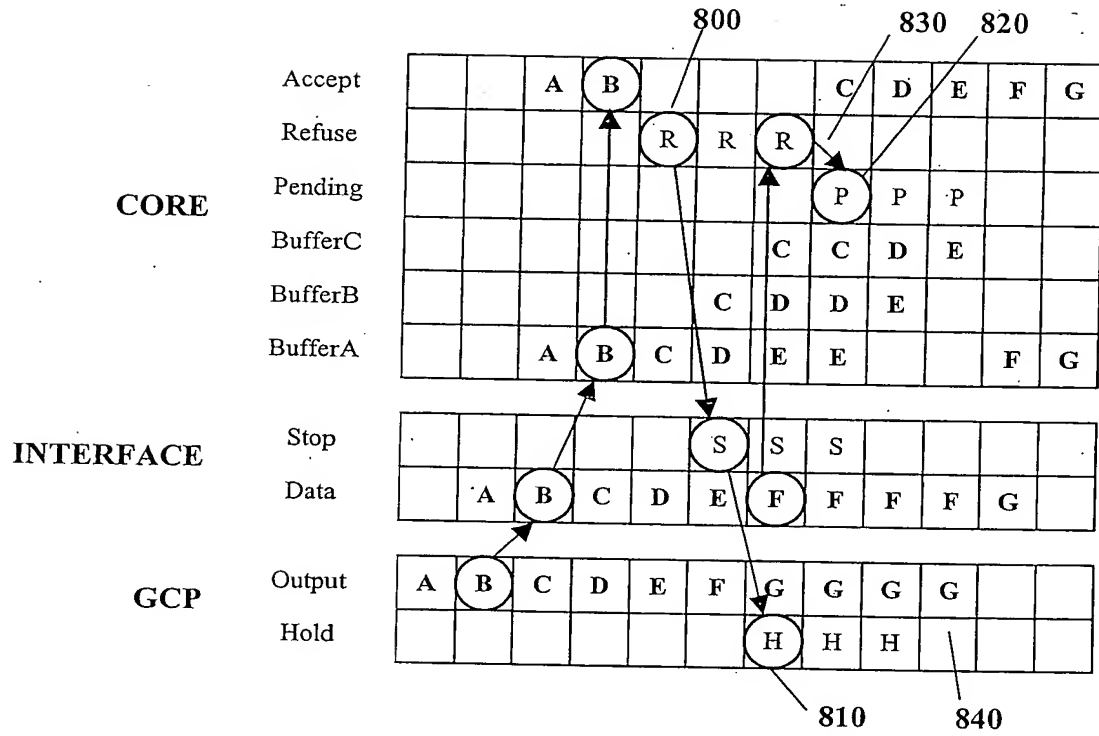 800 830 820
Accept A B C D E F G
Refuse R R R
Pending P P P
CORE
BufferC C C D E
BufferB C D D E
BufferA A B C D E E F G
Stop S S S
INTERFACE
Data A B C D E F F F F G
Output A B C D E F G G G G
GCP
Hold H H H
810 840